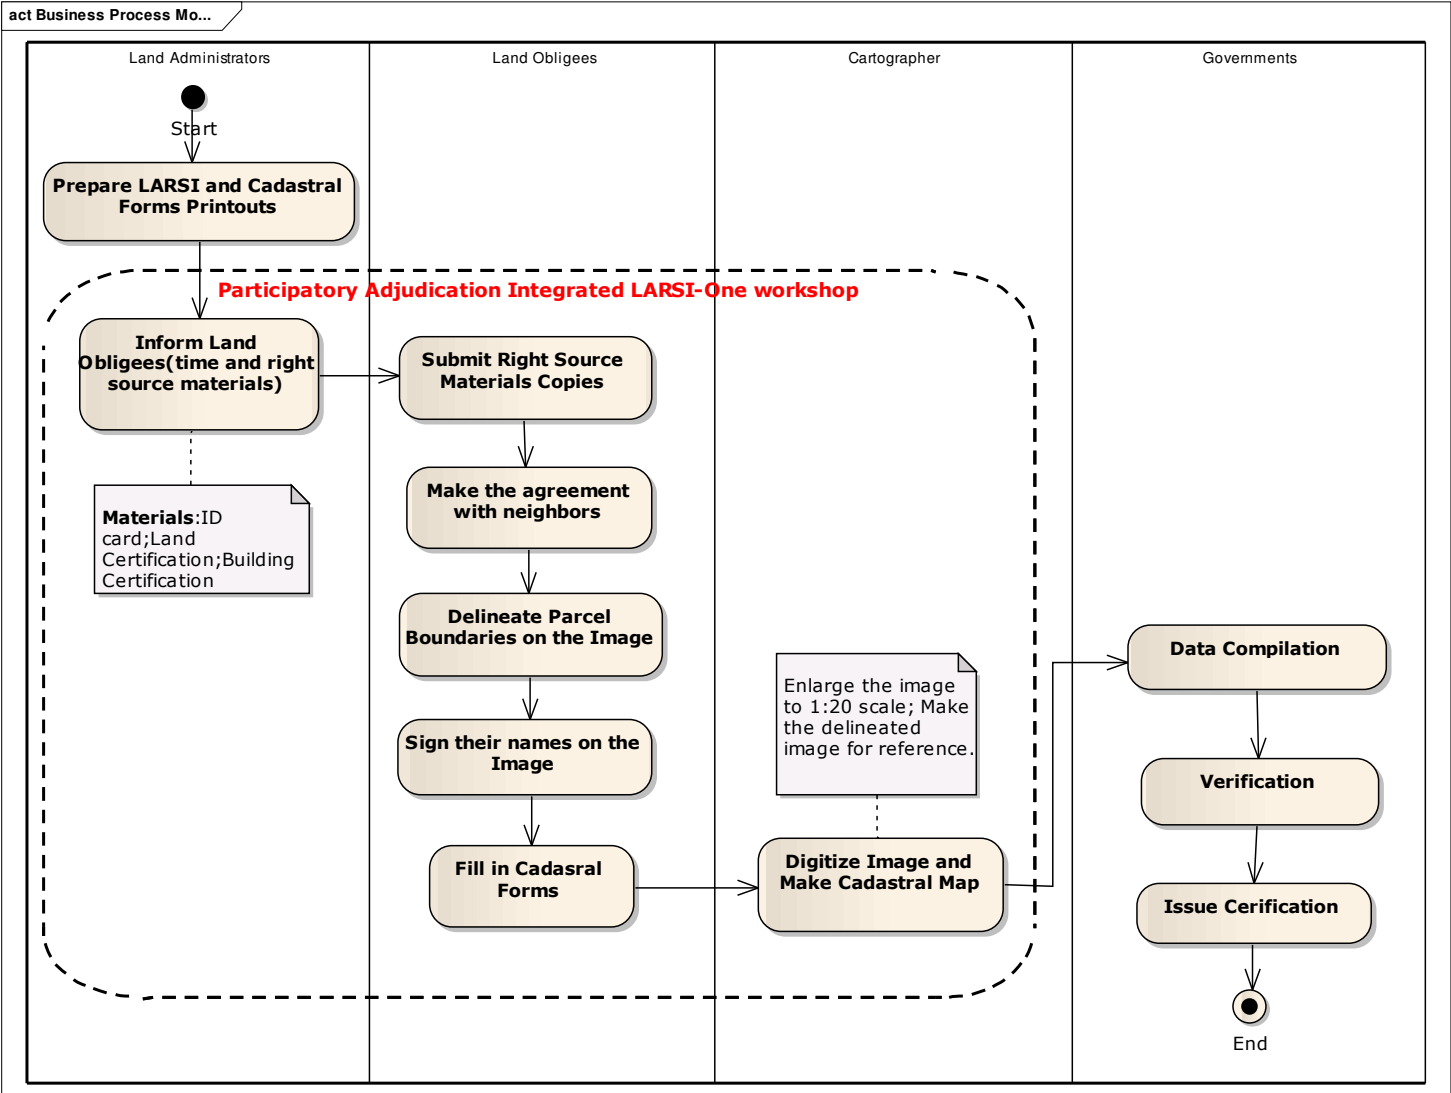 act Business Process Mo...
Land Administrators
Land Obligees
Cartographer
Governments
Start
Prepare LARSI and Cadastral
Forms Printouts
Participatory Adjudication Integrated LARSI-One workshop
Inform Land
Obligees(time and right
source materials)
Materials:ID
card;Land
Certification;Building
Certification
Submit Right Source
Materials Copies
Make the agreement
with neighbors
Delineate Parcel
Boundaries on the Image
Sign their names on the
Image
Fill in Cadasral
Forms
Enlarge the image
to 1:20 scale; Make
the delineated
image for reference.
Digitize Image and
Make Cadastral Map
Data Compilation
Verification
Issue Cerification
End